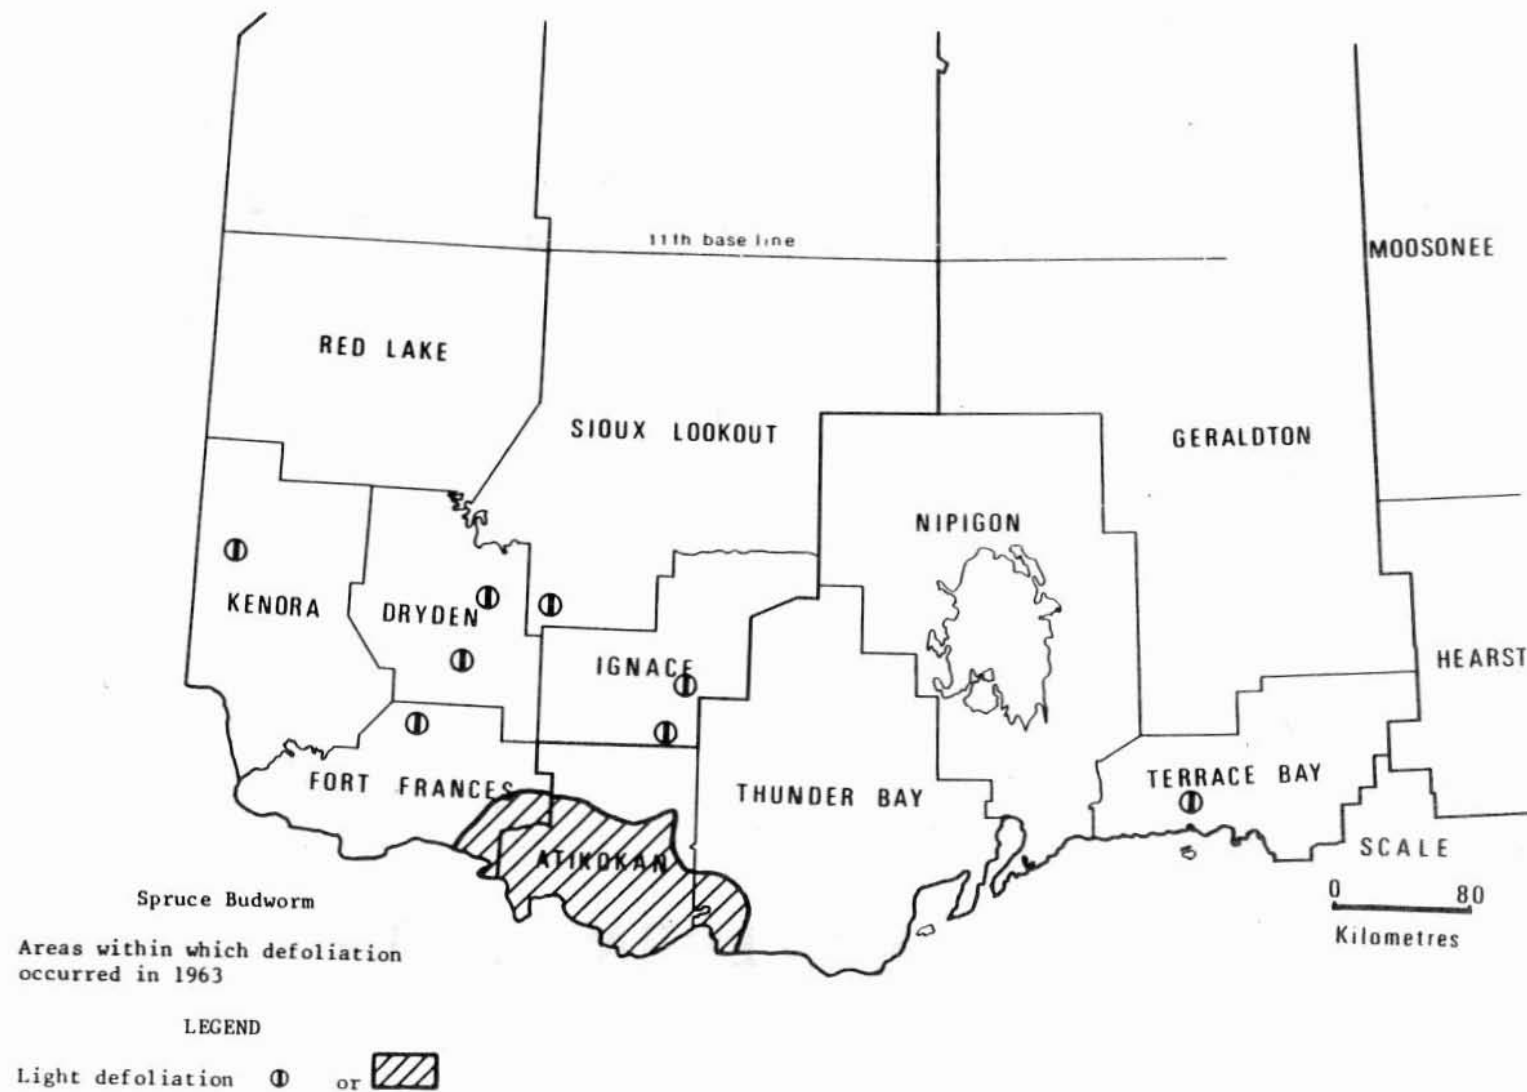 11th base line
MOOSONEE
RED LAKE
SIOUX LOOKOUT
GERALDTON
NIPIGON
KENORA
DRYDEN
IGNACE
HEARST
FORT FRANCES
THUNDER BAY
TERRACE BAY
ATIKOKAN
SCALE
0 80
Kilometres
Spruce Budworm
Areas within which defoliation
occurred in 1963
LEGEND
Light defoliation or